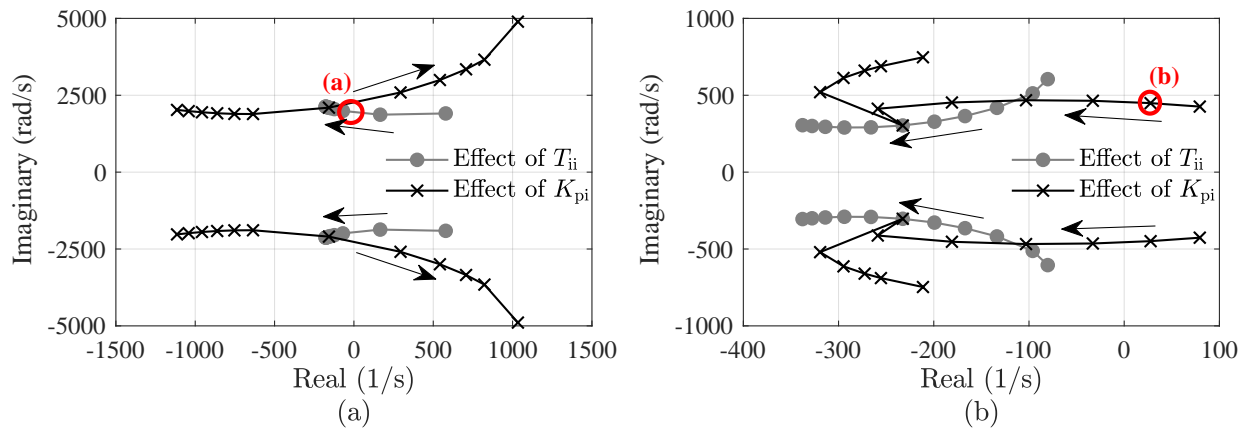 5000
2500
0
-2500
-5000
-1500
-1000
-500
0
500
1000
1500
Imaginary (rad/s)
Real (1/s)
(a)
Effect of T_ii
Effect of K_pi
(a)
1000
500
0
-500
-1000
-400
-300
-200
-100
0
100
Imaginary (rad/s)
Real (1/s)
(b)
Effect of T_ii
Effect of K_pi
(b)